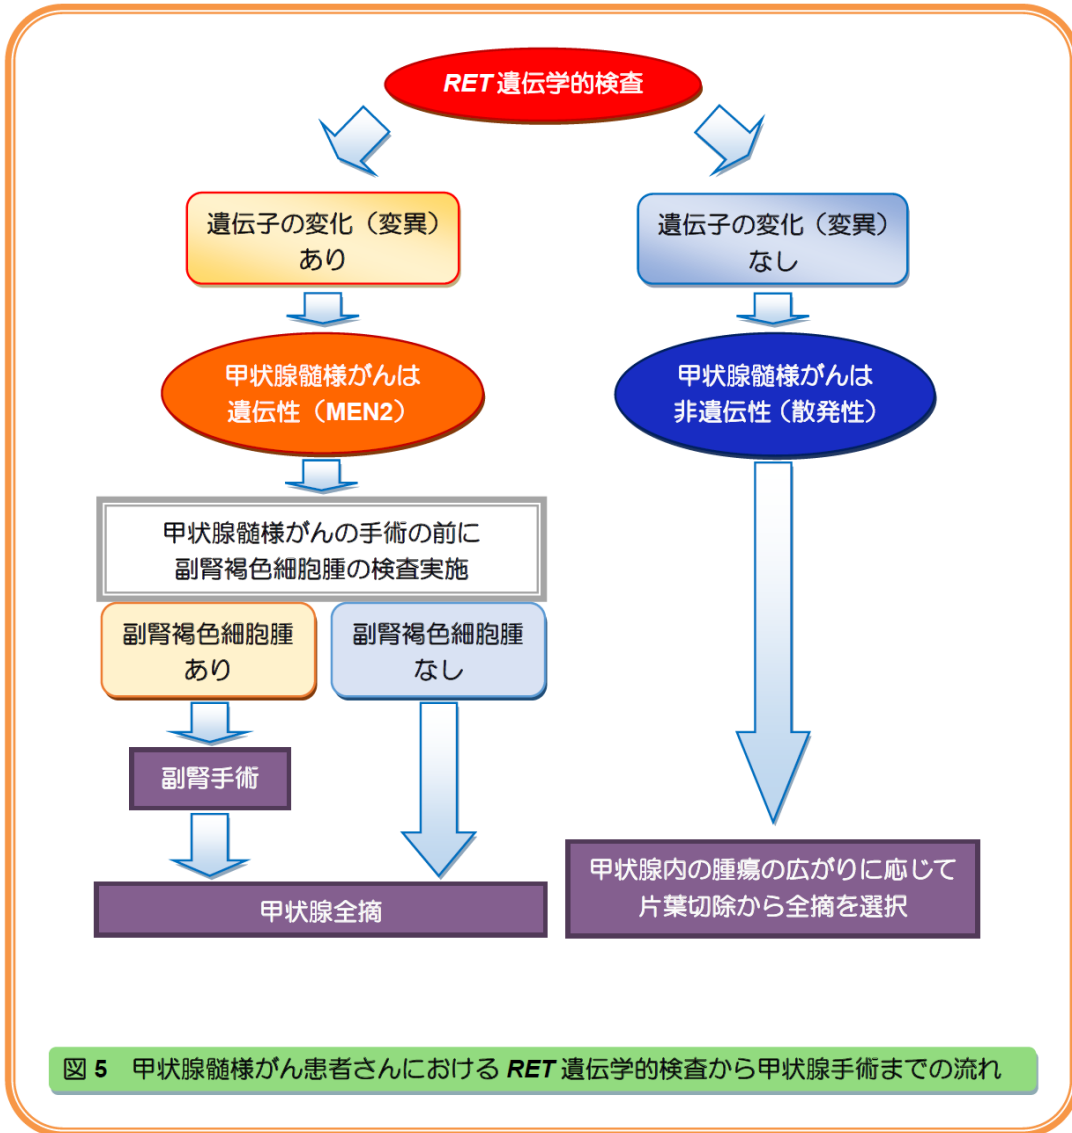 RET 遺伝学的検査
遺伝子の変化（変異）
あり
遺伝子の変化（変異）
なし
甲状腺髄様がんは
遺伝性（MEN2）
甲状腺髄様がんは
非遺伝性（散発性）
甲状腺髄様がんの手術の前に
副腎褐色細胞腫の検査実施
副腎褐色細胞腫
あり
副腎褐色細胞腫
なし
副腎手術
甲状腺全摘
甲状腺内の腫瘍の広がりに応じて
片葉切除から全摘を選択
図 5 甲状腺髄様がん患者さんにおける RET 遺伝学的検査から甲状腺手術までの流れ